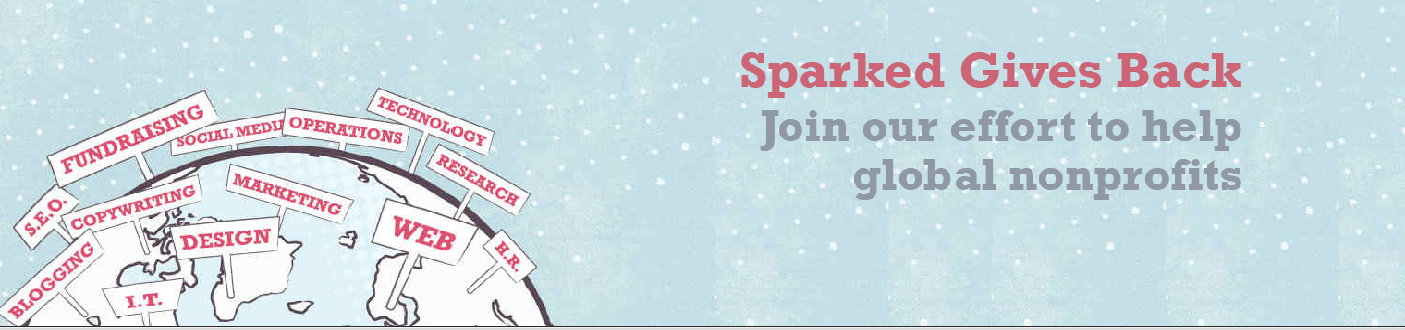 Sparked Gives Back
Join our effort to help
global nonprofits
TECHNOLOGY
FUNDRAISING
SOCIAL MEDI
OPERATIONS
RESEARCH
S.E.O.
COPYWRITING
MARKETING
WEB
DESIGN
H.R.
BLOGGING
I.T.